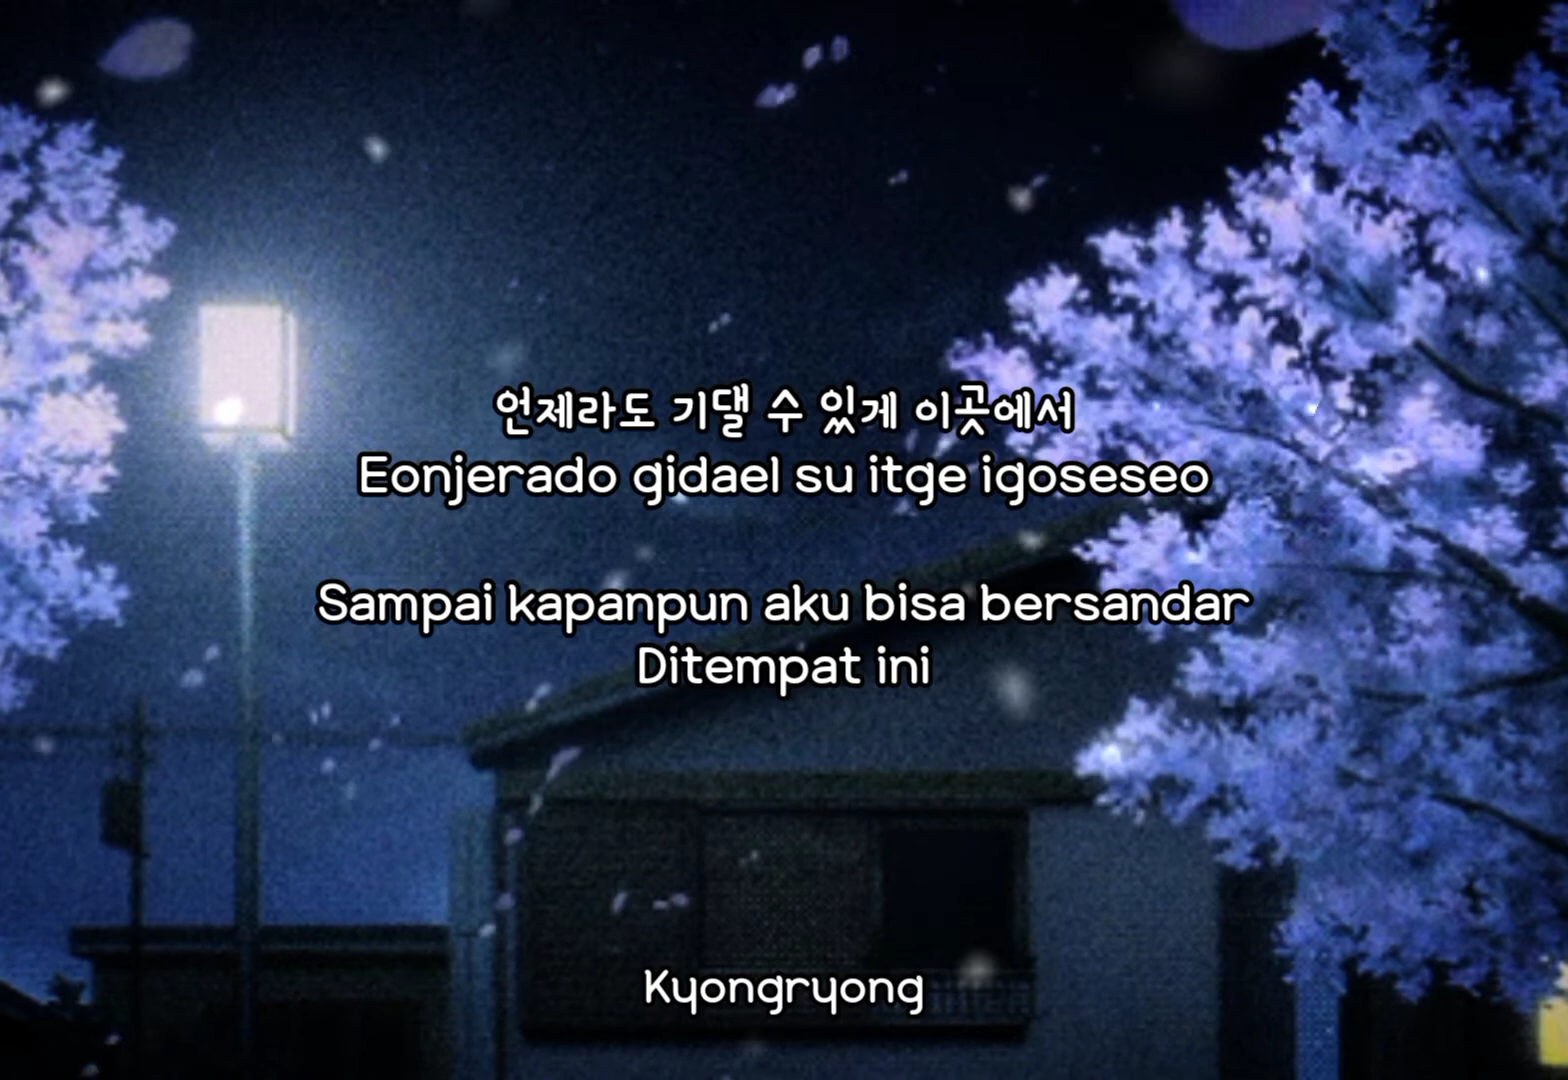 언제라도 기댈 수 있게 이곳에서
Eonjerado gidael su itge igoseseo
Sampai kapanpun aku bisa bersandar
Ditempat ini
Kyongryong